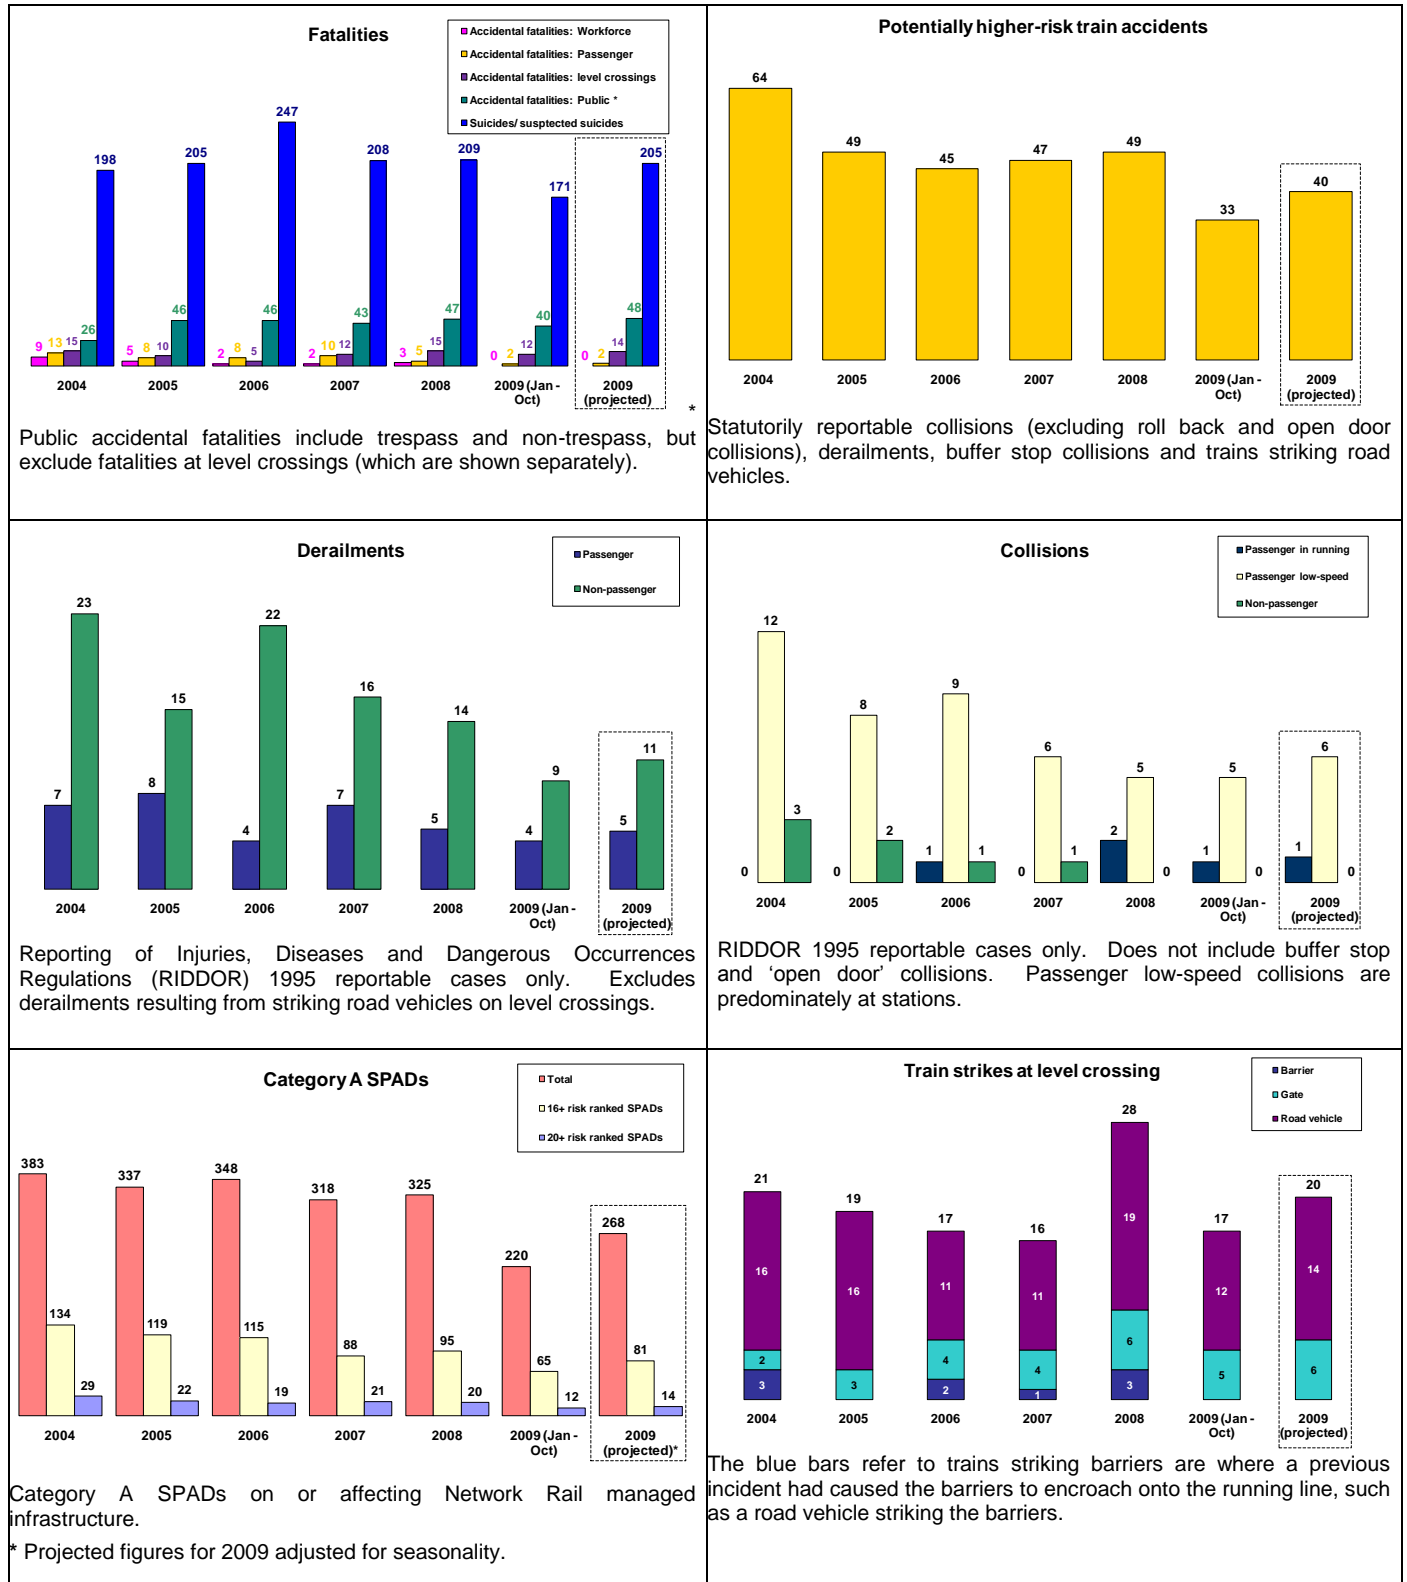 Fatalities
Accidental fatalities: Workforce
Accidental fatalities: Passenger
Accidental fatalities: level crossings
Accidental fatalities: Public *
Suicides/ susptected suicides
9 13 15 26 198
5 8 10 46 205
2 8 5 46 247
2 10 12 43 208
3 5 15 47 209
0 2 12 40 171
0 2 14 48 205
2004 2005 2006 2007 2008 2009 (Jan - Oct) 2009 (projected)
*
Public accidental fatalities include trespass and non-trespass, but
exclude fatalities at level crossings (which are shown separately).
Potentially higher-risk train accidents
64 49 45 47 49 33 40
2004 2005 2006 2007 2008 2009 (Jan - Oct) 2009 (projected)
Statutorily reportable collisions (excluding roll back and open door
collisions), derailments, buffer stop collisions and trains striking road
vehicles.
Derailments
Passenger
Non-passenger
7 23
8 15
4 22
7 16
5 14
4 9
5 11
2004 2005 2006 2007 2008 2009 (Jan - Oct) 2009 (projected)
Reporting of Injuries, Diseases and Dangerous Occurrences
Regulations (RIDDOR) 1995 reportable cases only. Excludes
derailments resulting from striking road vehicles on level crossings.
Collisions
Passenger in running
Passenger low-speed
Non-passenger
0 12 3
0 8 2
1 9 1
0 6 1
2 5 0
1 5 0
1 6 0
2004 2005 2006 2007 2008 2009 (Jan - Oct) 2009 (projected)
RIDDOR 1995 reportable cases only. Does not include buffer stop
and ‘open door’ collisions. Passenger low-speed collisions are
predominately at stations.
Category A SPADs
Total
16+ risk ranked SPADs
20+ risk ranked SPADs
383 134 29
337 119 22
348 115 19
318 88 21
325 95 20
220 65 12
268 81 14
2004 2005 2006 2007 2008 2009 (Jan - Oct) 2009 (projected)*
Category A SPADs on or affecting Network Rail managed
infrastructure.
* Projected figures for 2009 adjusted for seasonality.
Train strikes at level crossing
Barrier
Gate
Road vehicle
21 16 2 3
19 16 3
17 11 4 2
16 11 4 1
28 19 6 3
17 12 5
20 14 6
2004 2005 2006 2007 2008 2009 (Jan - Oct) 2009 (projected)
The blue bars refer to trains striking barriers are where a previous
incident had caused the barriers to encroach onto the running line, such
as a road vehicle striking the barriers.